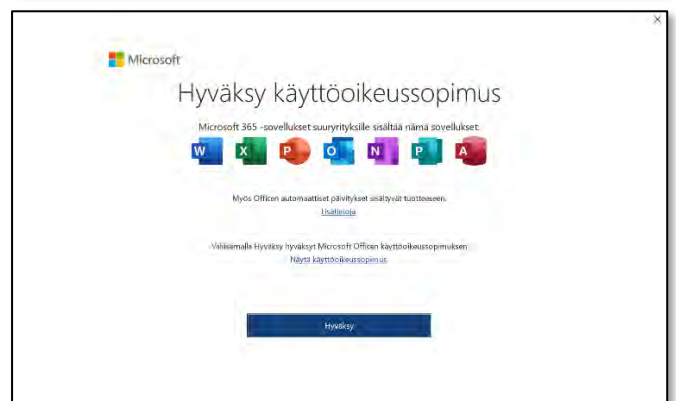 Microsoft
Hyväksy käyttöoikeussopimus
Microsoft 365 -sovellukset suuryrityksille sisältää nämä sovellukset:
W X P O N P A
Myös Officen automaattiset päivitykset sisältyvät tuotteeseen.
Lisätietoja
Valitsemalla Hyväksy hyväksyt Microsoft Officen käyttöoikeussopimuksen
Näytä käyttöoikeussopimus
Hyväksy